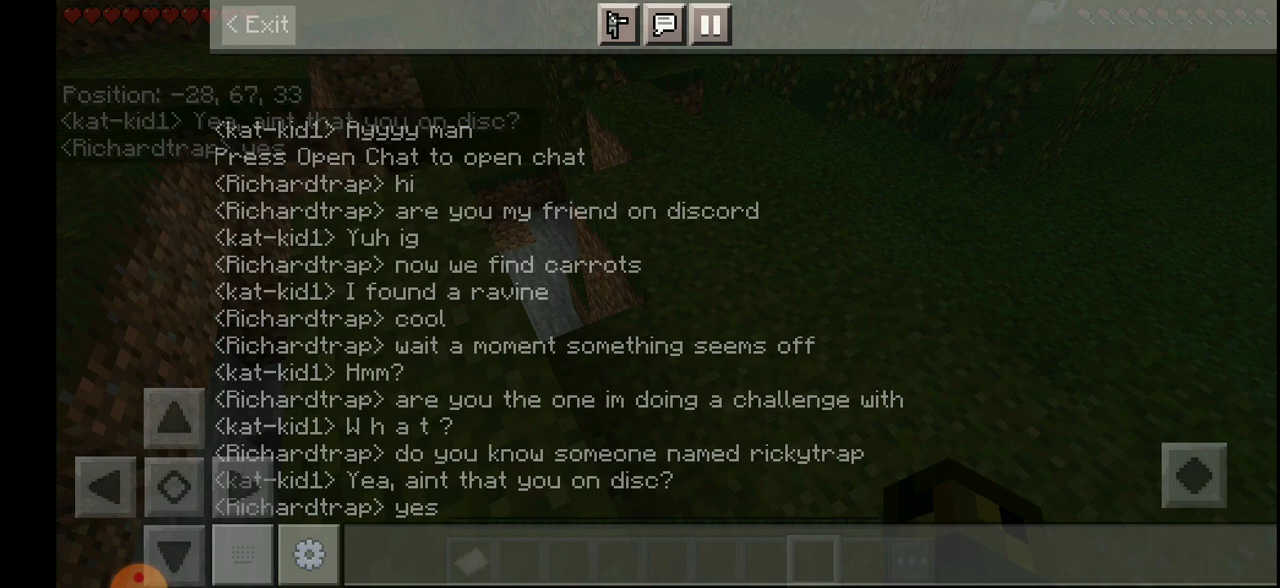 < Exit
Position: -28, 67, 33
<kat-kid1> Yea, aint that you on disc?
<Richardtrap> yes
<kat-kid1> Ayyyy man
Press Open Chat to open chat
<Richardtrap> hi
<Richardtrap> are you my friend on discord
<kat-kid1> Yuh ig
<Richardtrap> now we find carrots
<kat-kid1> I found a ravine
<Richardtrap> cool
<Richardtrap> wait a moment something seems off
<kat-kid1> Hmm?
<Richardtrap> are you the one im doing a challenge with
<kat-kid1> W h a t ?
<Richardtrap> do you know someone named rickytrap
<kat-kid1> Yea, aint that you on disc?
<Richardtrap> yes